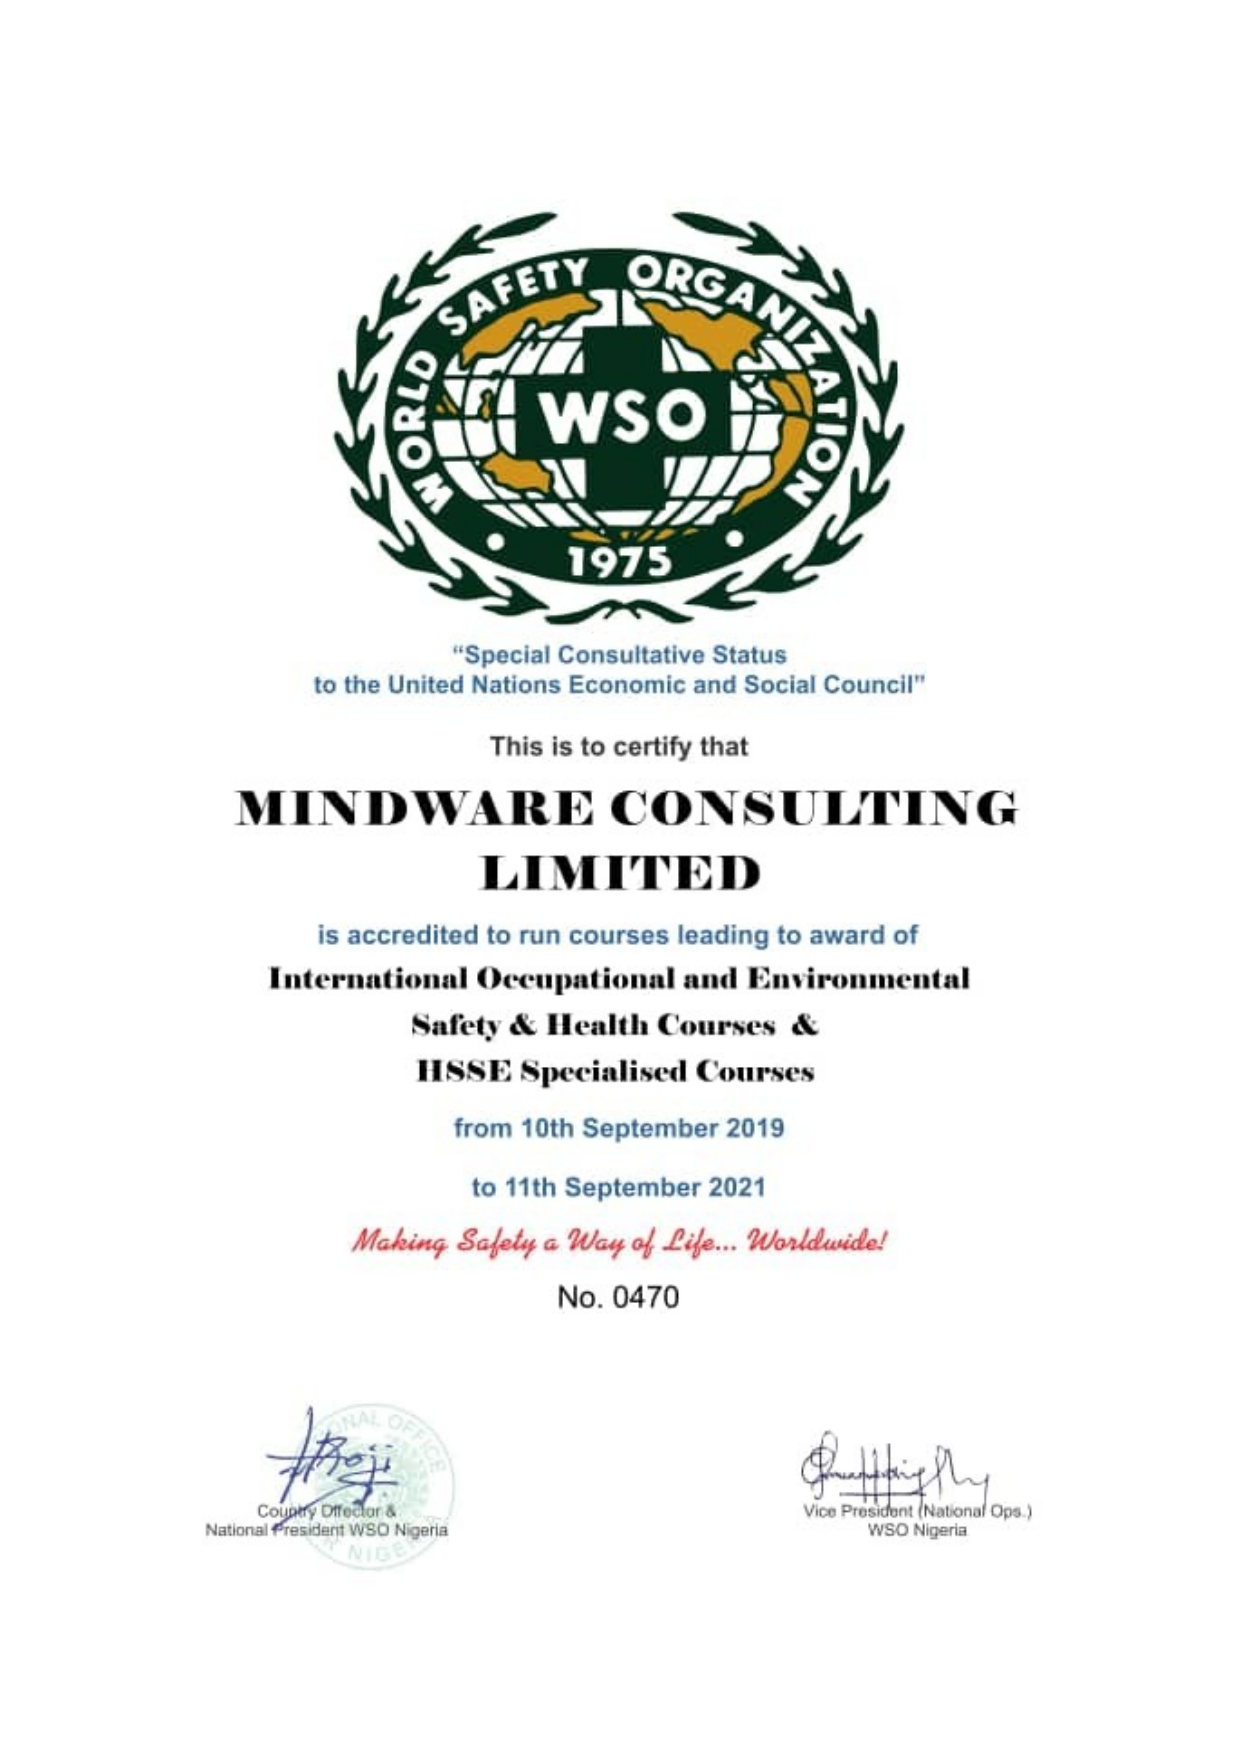 WORLD SAFETY ORGANIZATION
WSO
1975
“Special Consultative Status
to the United Nations Economic and Social Council”
This is to certify that
MINDWARE CONSULTING
LIMITED
is accredited to run courses leading to award of
International Occupational and Environmental
Safety & Health Courses &
HSSE Specialised Courses
from 10th September 2019
to 11th September 2021
Making Safety a Way of Life... Worldwide!
No. 0470
Country Director &
National President WSO Nigeria
Vice President (National Ops.)
WSO Nigeria